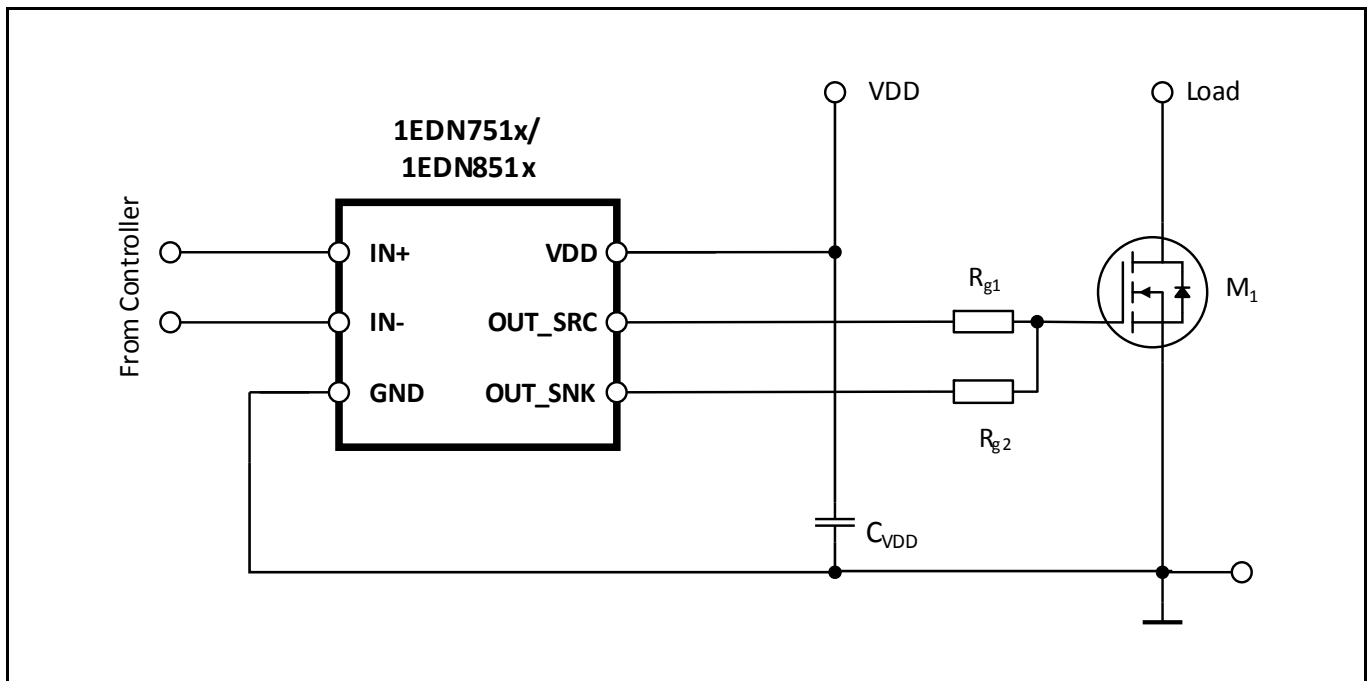 VDD
Load
1EDN751x/
1EDN851x
From Controller
IN+
VDD
IN-
OUT_SRC
GND
OUT_SNK
Rg1
M1
Rg2
CVDD